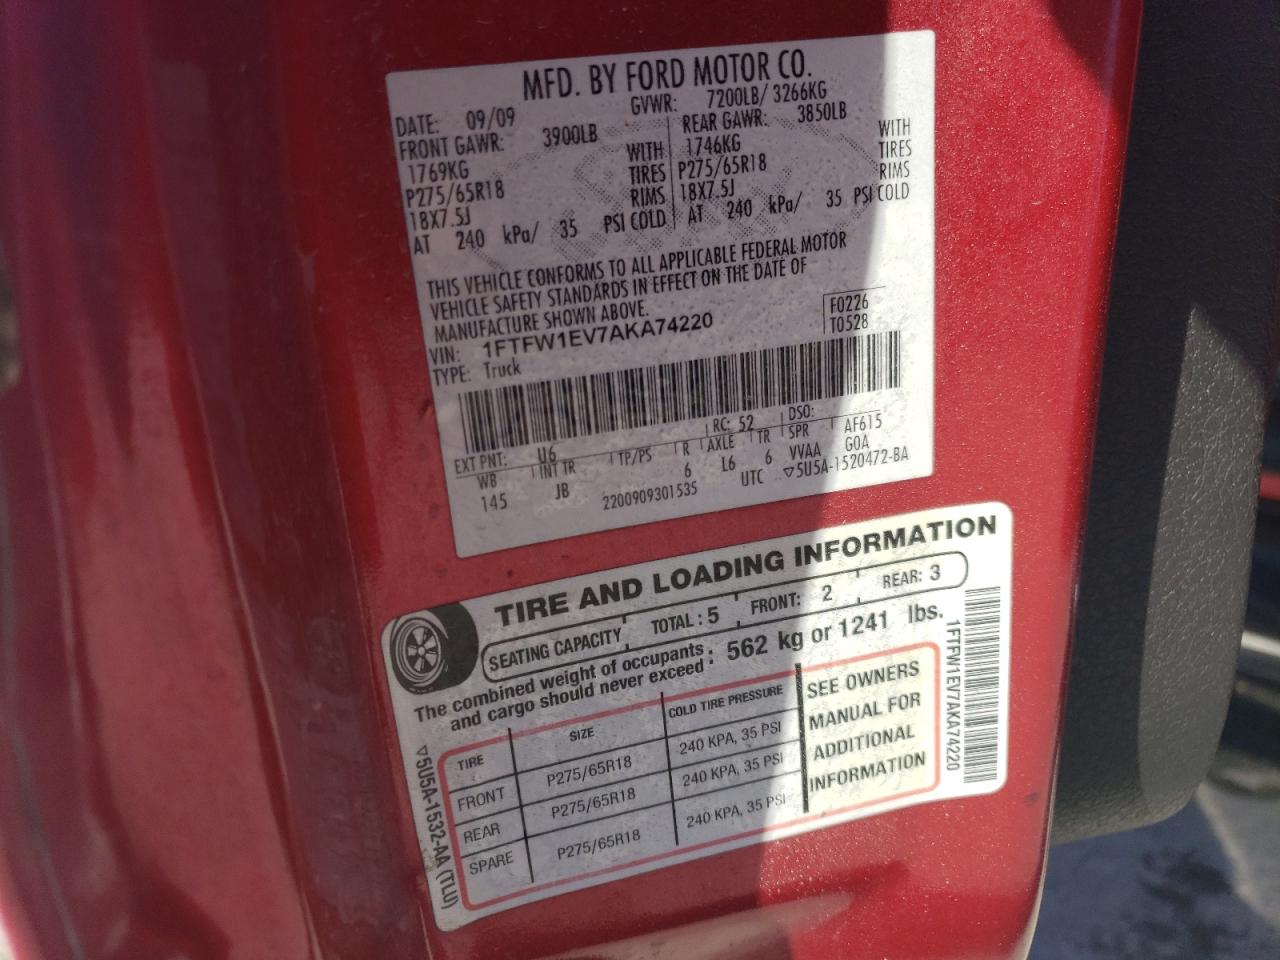 MFD. BY FORD MOTOR CO.
DATE: 09/09 GVWR: 7200LB/ 3266KG
FRONT GAWR: 3900LB REAR GAWR: 3850LB
1769KG WITH 1746KG WITH
P275/65R18 TIRES P275/65R18 TIRES
18X7.5J RIMS 18X7.5J RIMS
AT 240 kPa/ 35 PSI COLD AT 240 kPa/ 35 PSI COLD
THIS VEHICLE CONFORMS TO ALL APPLICABLE FEDERAL MOTOR
VEHICLE SAFETY STANDARDS IN EFFECT ON THE DATE OF
MANUFACTURE SHOWN ABOVE.
VIN: 1FTFW1EV7AKA74220 F0226
TYPE: Truck T0528
EXT PNT: U6 RC: 52 DSO: AF615
WB INT TR TP/PS R AXLE TR SPR GOA
145 JB 6 L6 6 VVAA
2200909301535 UTC ▽5U5A-1520472-BA
TIRE AND LOADING INFORMATION
SEATING CAPACITY TOTAL: 5 FRONT: 2 REAR: 3
The combined weight of occupants and cargo should never exceed: 562 kg or 1241 lbs.
TIRE SIZE COLD TIRE PRESSURE
FRONT P275/65R18 240 KPA, 35 PSI
REAR P275/65R18 240 KPA, 35 PSI
SPARE P275/65R18 240 KPA, 35 PSI
SEE OWNERS
MANUAL FOR
ADDITIONAL
INFORMATION
▽5U5A-1532-AA (TLU)
1FTFW1EV7AKA74220